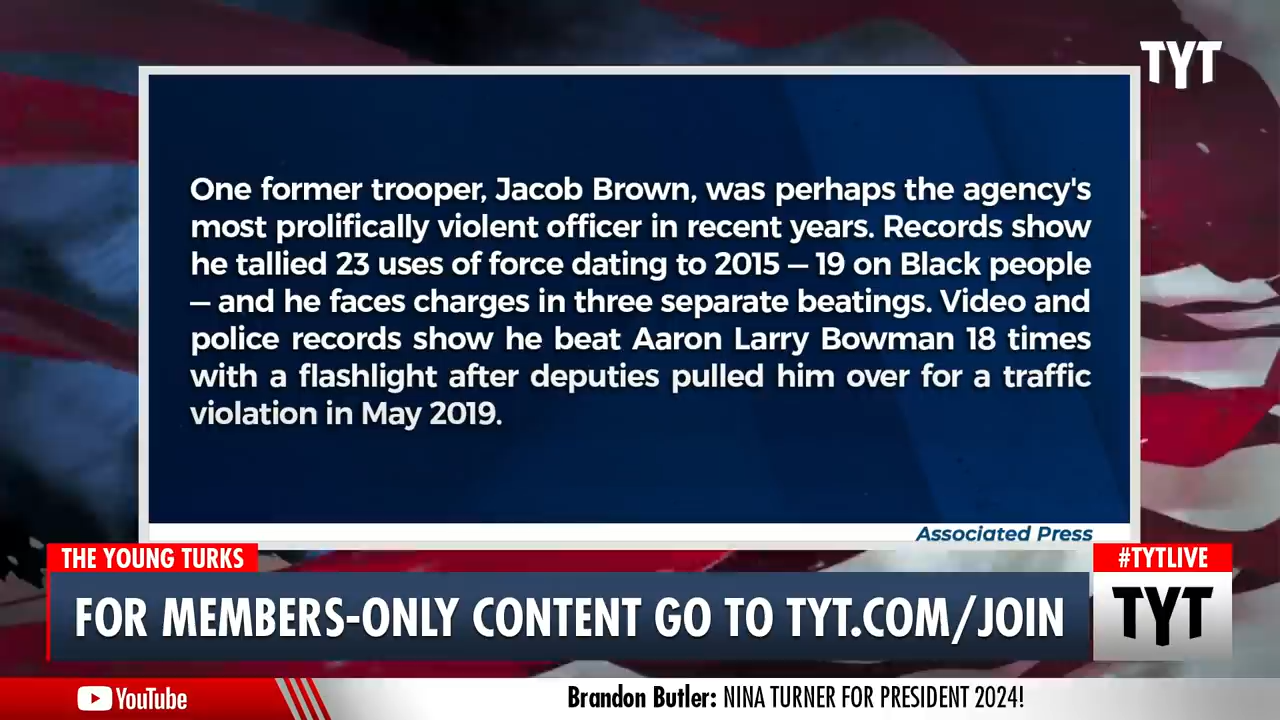 TYT
One former trooper, Jacob Brown, was perhaps the agency's
most prolifically violent officer in recent years. Records show
he tallied 23 uses of force dating to 2015 – 19 on Black people
– and he faces charges in three separate beatings. Video and
police records show he beat Aaron Larry Bowman 18 times
with a flashlight after deputies pulled him over for a traffic
violation in May 2019.
Associated Press
THE YOUNG TURKS
#TYTLIVE
FOR MEMBERS-ONLY CONTENT GO TO TYT.COM/JOIN
TYT
YouTube
Brandon Butler: NINA TURNER FOR PRESIDENT 2024!